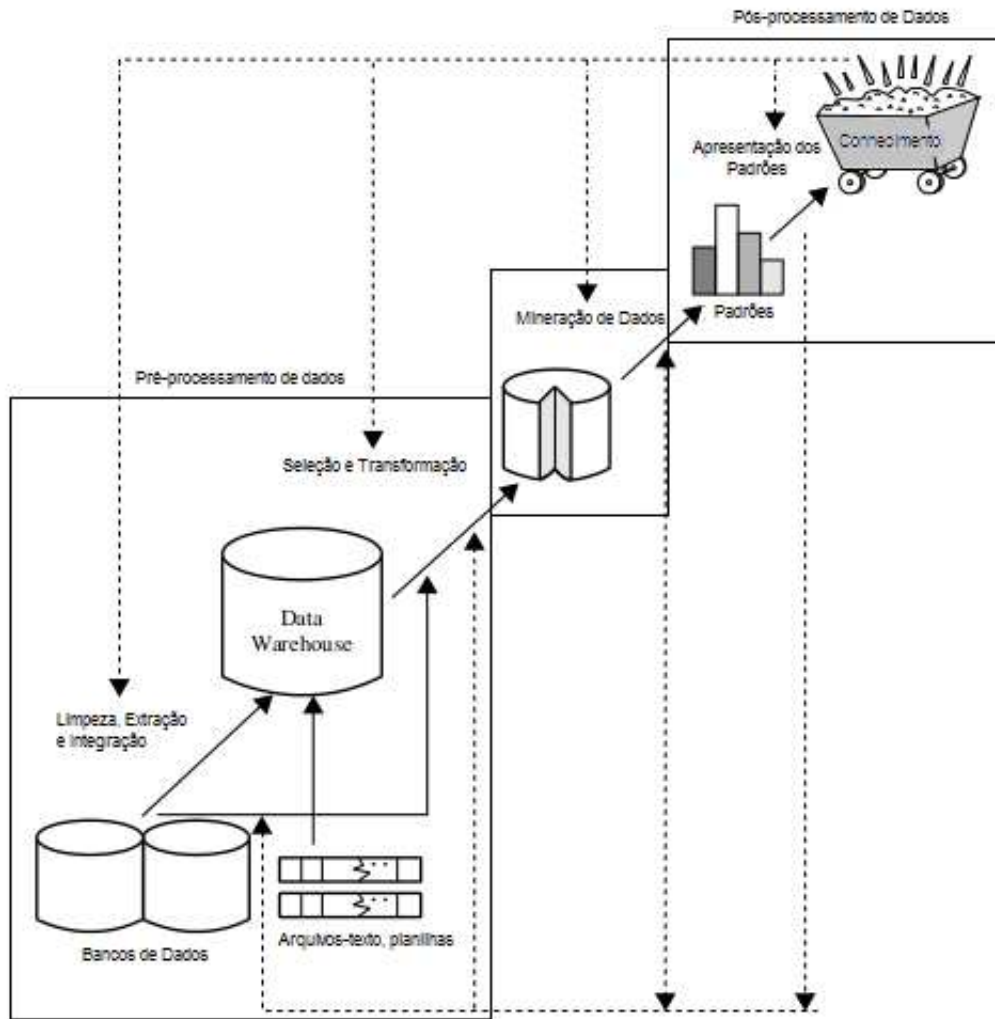 Pós-processamento de Dados
Conhecimento
Apresentação dos
Padrões
Padrões
Mineração de Dados
Pré-processamento de dados
Seleção e Transformação
Data
Warehouse
Limpeza, Extração
e Integração
Bancos de Dados
Arquivos-texto, planilhas